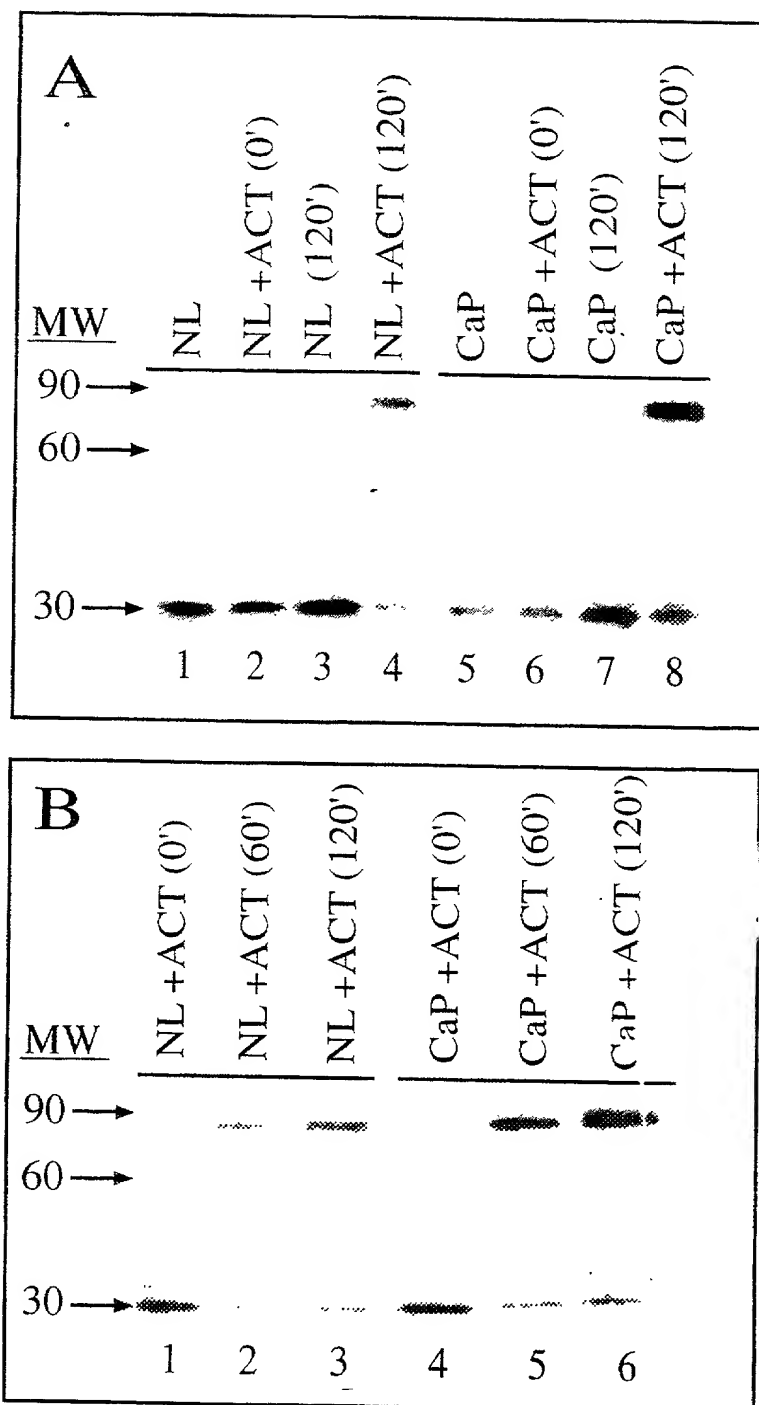 A
NL
NL +ACT (0')
NL (120')
NL +ACT (120')
CaP
CaP +ACT (0')
CaP (120')
CaP +ACT (120')
MW
90
60
30
1 2 3 4 5 6 7 8
B
NL +ACT (0')
NL +ACT (60')
NL +ACT (120')
CaP +ACT (0')
CaP +ACT (60')
CaP +ACT (120')
MW
90
60
30
1 2 3 4 5 6